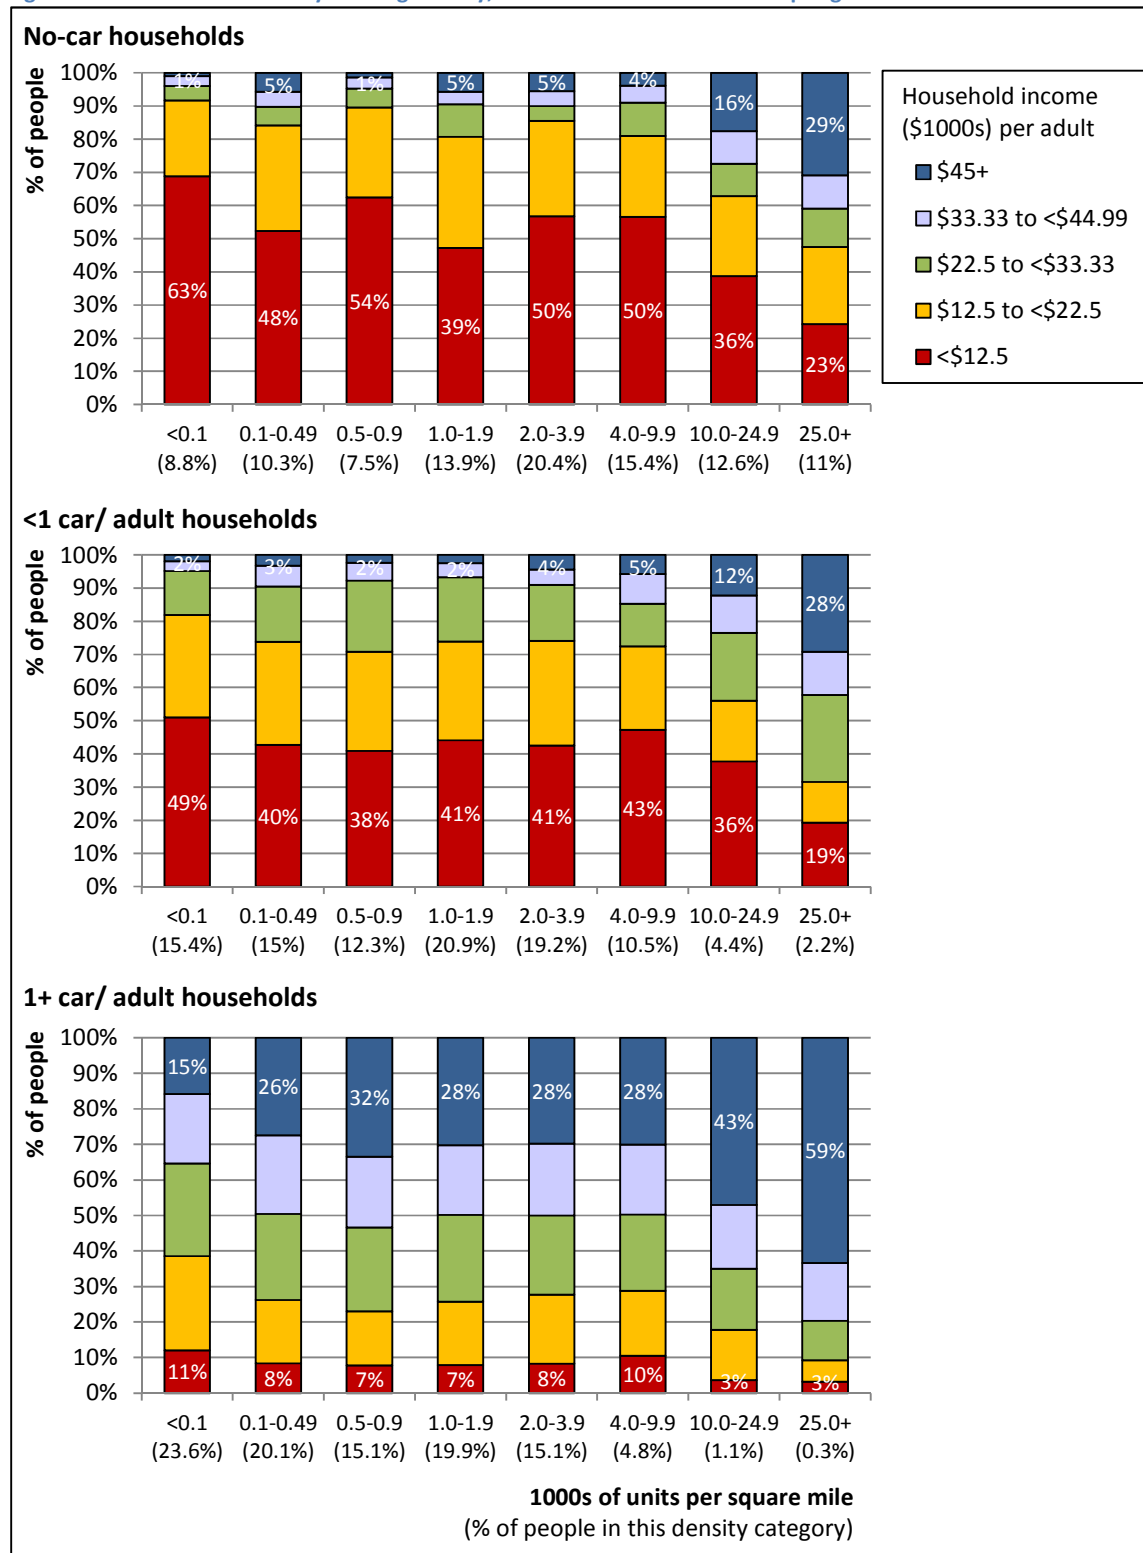 No-car households
% of people
100%
90%
80%
70%
60%
50%
40%
30%
20%
10%
0%
1% 5% 1% 5% 5% 4% 16% 29%
63% 48% 54% 39% 50% 50% 36% 23%
<0.1 0.1-0.49 0.5-0.9 1.0-1.9 2.0-3.9 4.0-9.9 10.0-24.9 25.0+
(8.8%) (10.3%) (7.5%) (13.9%) (20.4%) (15.4%) (12.6%) (11%)
Household income
($1000s) per adult
$45+
$33.33 to <$44.99
$22.5 to <$33.33
$12.5 to <$22.5
<$12.5
<1 car/ adult households
% of people
100%
90%
80%
70%
60%
50%
40%
30%
20%
10%
0%
2% 3% 2% 2% 4% 5% 12% 28%
49% 40% 38% 41% 41% 43% 36% 19%
<0.1 0.1-0.49 0.5-0.9 1.0-1.9 2.0-3.9 4.0-9.9 10.0-24.9 25.0+
(15.4%) (15%) (12.3%) (20.9%) (19.2%) (10.5%) (4.4%) (2.2%)
1+ car/ adult households
% of people
100%
90%
80%
70%
60%
50%
40%
30%
20%
10%
0%
15% 26% 32% 28% 28% 28% 43% 59%
11% 8% 7% 7% 8% 10% 3% 3%
<0.1 0.1-0.49 0.5-0.9 1.0-1.9 2.0-3.9 4.0-9.9 10.0-24.9 25.0+
(23.6%) (20.1%) (15.1%) (19.9%) (15.1%) (4.8%) (1.1%) (0.3%)
1000s of units per square mile
(% of people in this density category)